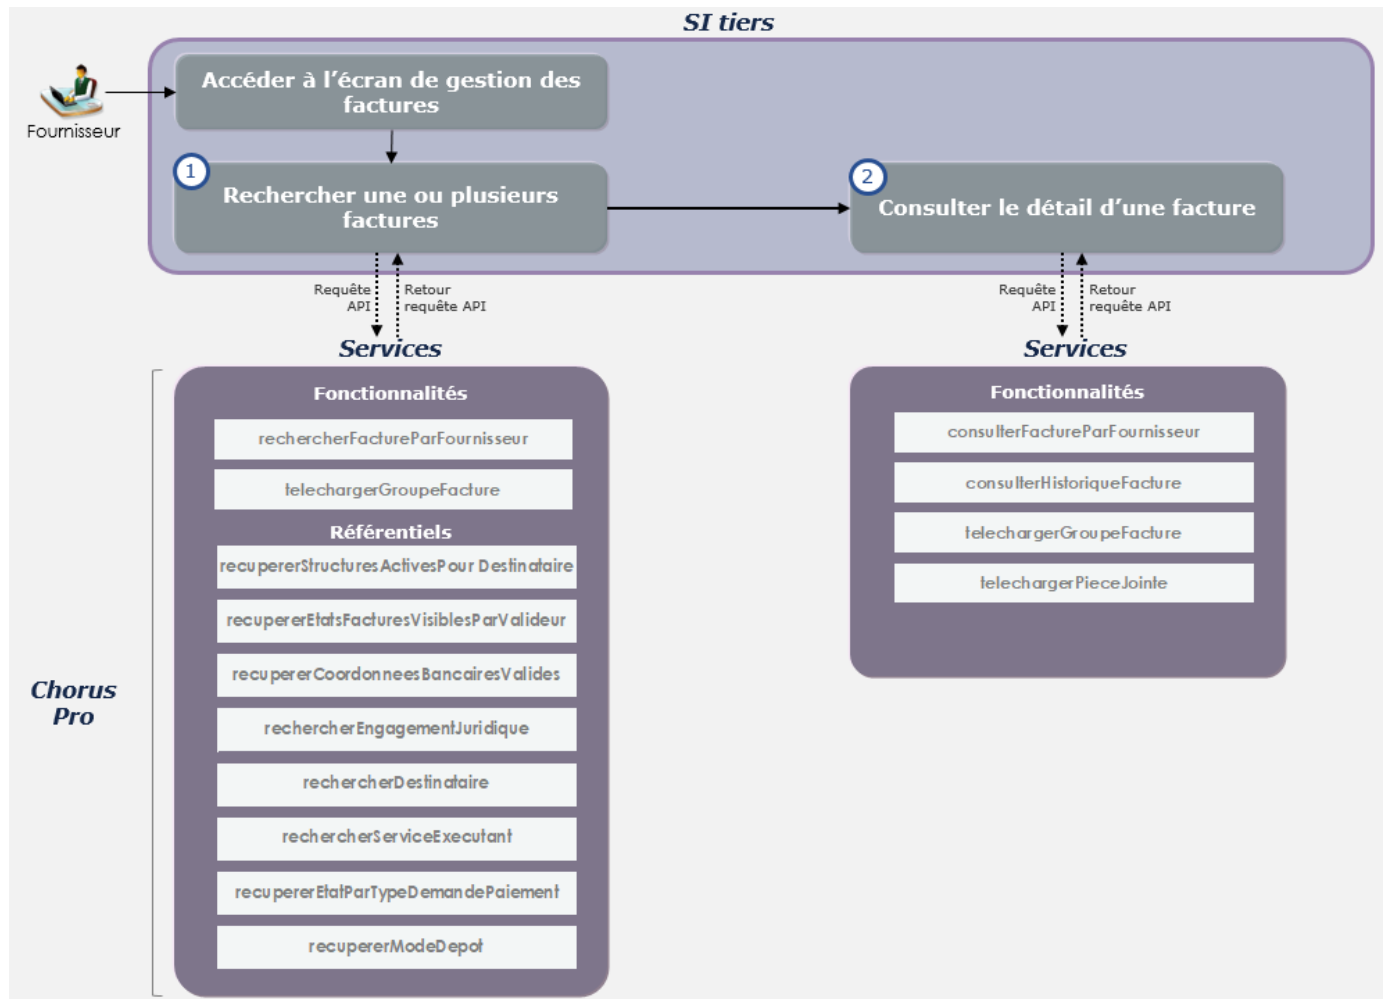 SI tiers
Accéder à l'écran de gestion des
factures
Fournisseur
1
Rechercher une ou plusieurs
factures
2
Consulter le détail d'une facture
Requête
API
Retour
requête API
Requête
API
Retour
requête API
Services
Services
Fonctionnalités
rechercherFactureParFournisseur
telechargerGroupeFacture
Référentiels
recupererStructuresActivesPour Destinataire
recupererEtatsFacturesVisiblesParValideur
recupererCoordonneesBancairesValides
rechercherEngagementJuridique
rechercherDestinataire
rechercherServiceExecutant
recupererEtatParTypeDemandePaiement
recupererModeDepot
Fonctionnalités
consulterFactureParFournisseur
consulterHistoriqueFacture
telechargerGroupeFacture
telechargerPieceJointe
Chorus
Pro